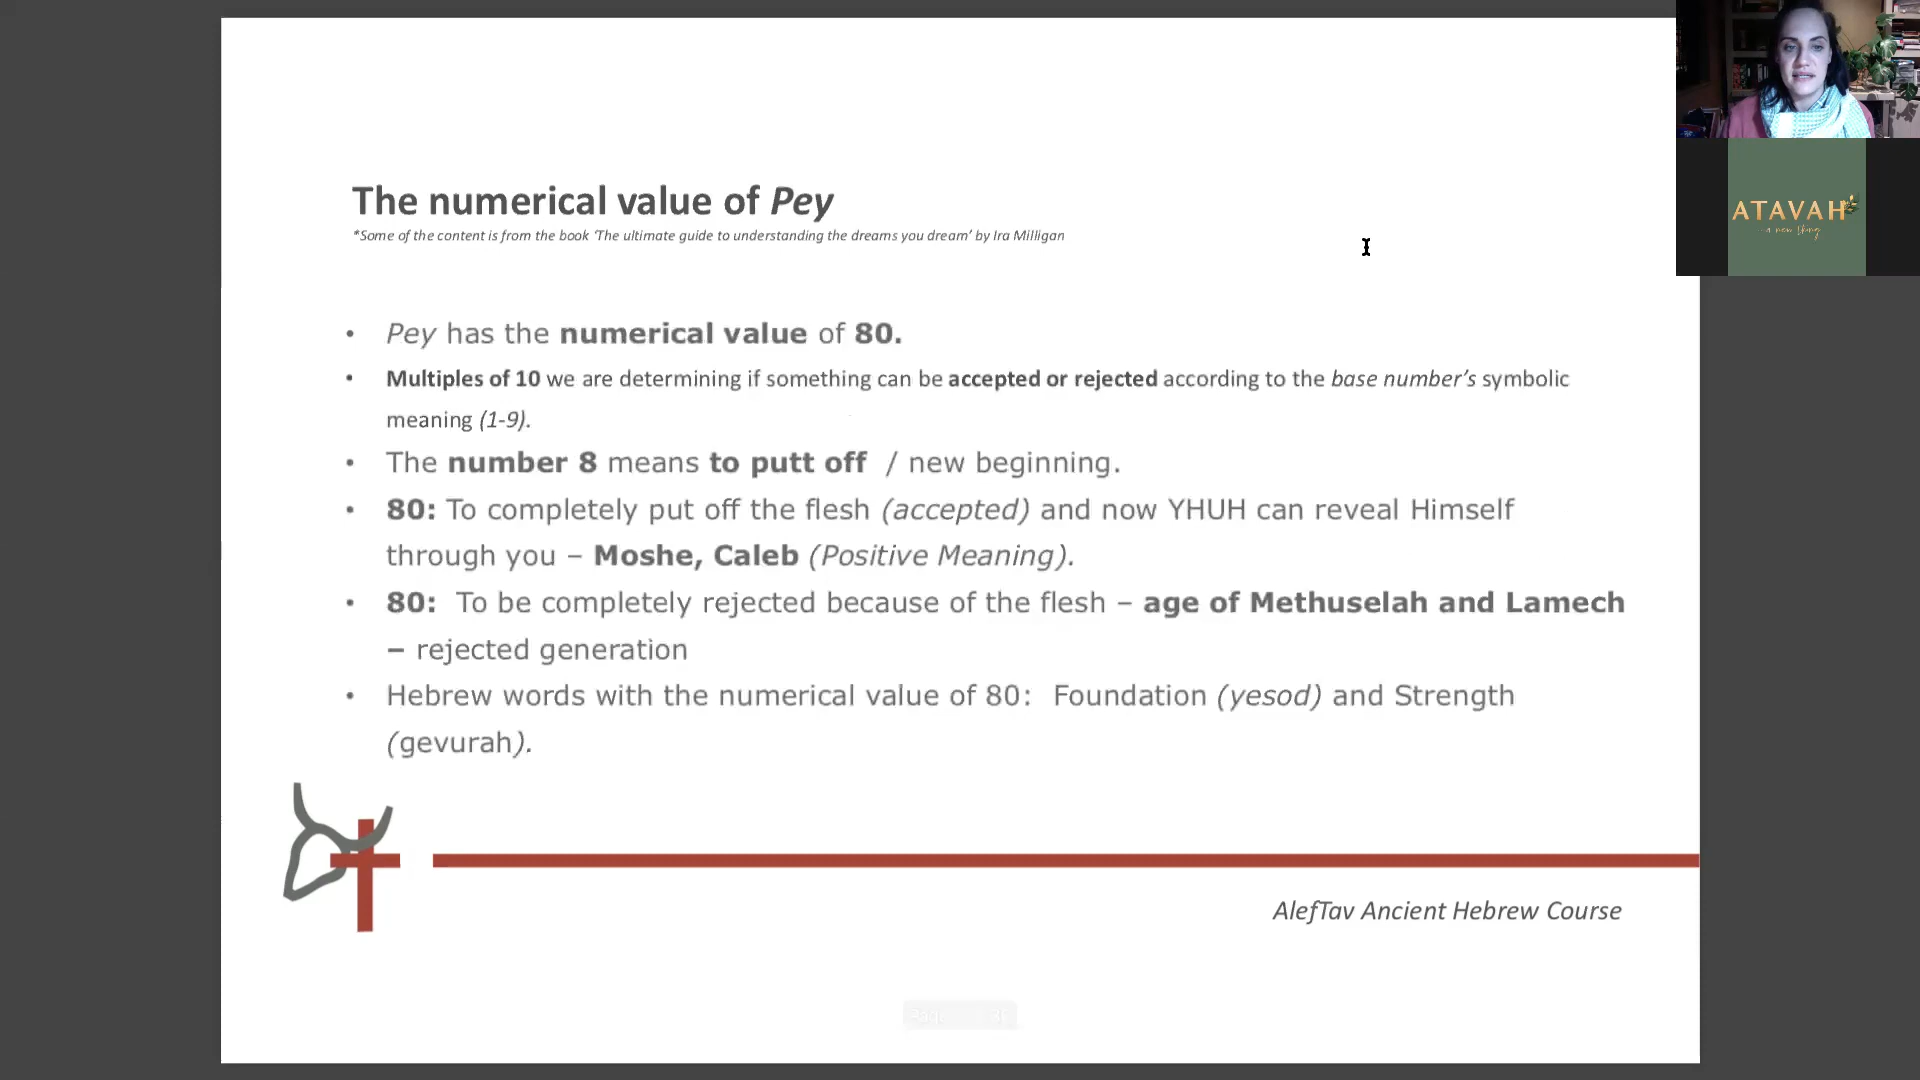 The numerical value of Pey
*Some of the content is from the book ‘The ultimate guide to understanding the dreams you dream’ by Ira Milligan
ATAVAH
a new thing
• Pey has the numerical value of 80.
• Multiples of 10 we are determining if something can be accepted or rejected according to the base number’s symbolic
meaning (1-9).
• The number 8 means to putt off / new beginning.
• 80: To completely put off the flesh (accepted) and now YHUH can reveal Himself
through you – Moshe, Caleb (Positive Meaning).
• 80: To be completely rejected because of the flesh – age of Methuselah and Lamech
– rejected generation
• Hebrew words with the numerical value of 80: Foundation (yesod) and Strength
(gevurah).
AlefTav Ancient Hebrew Course